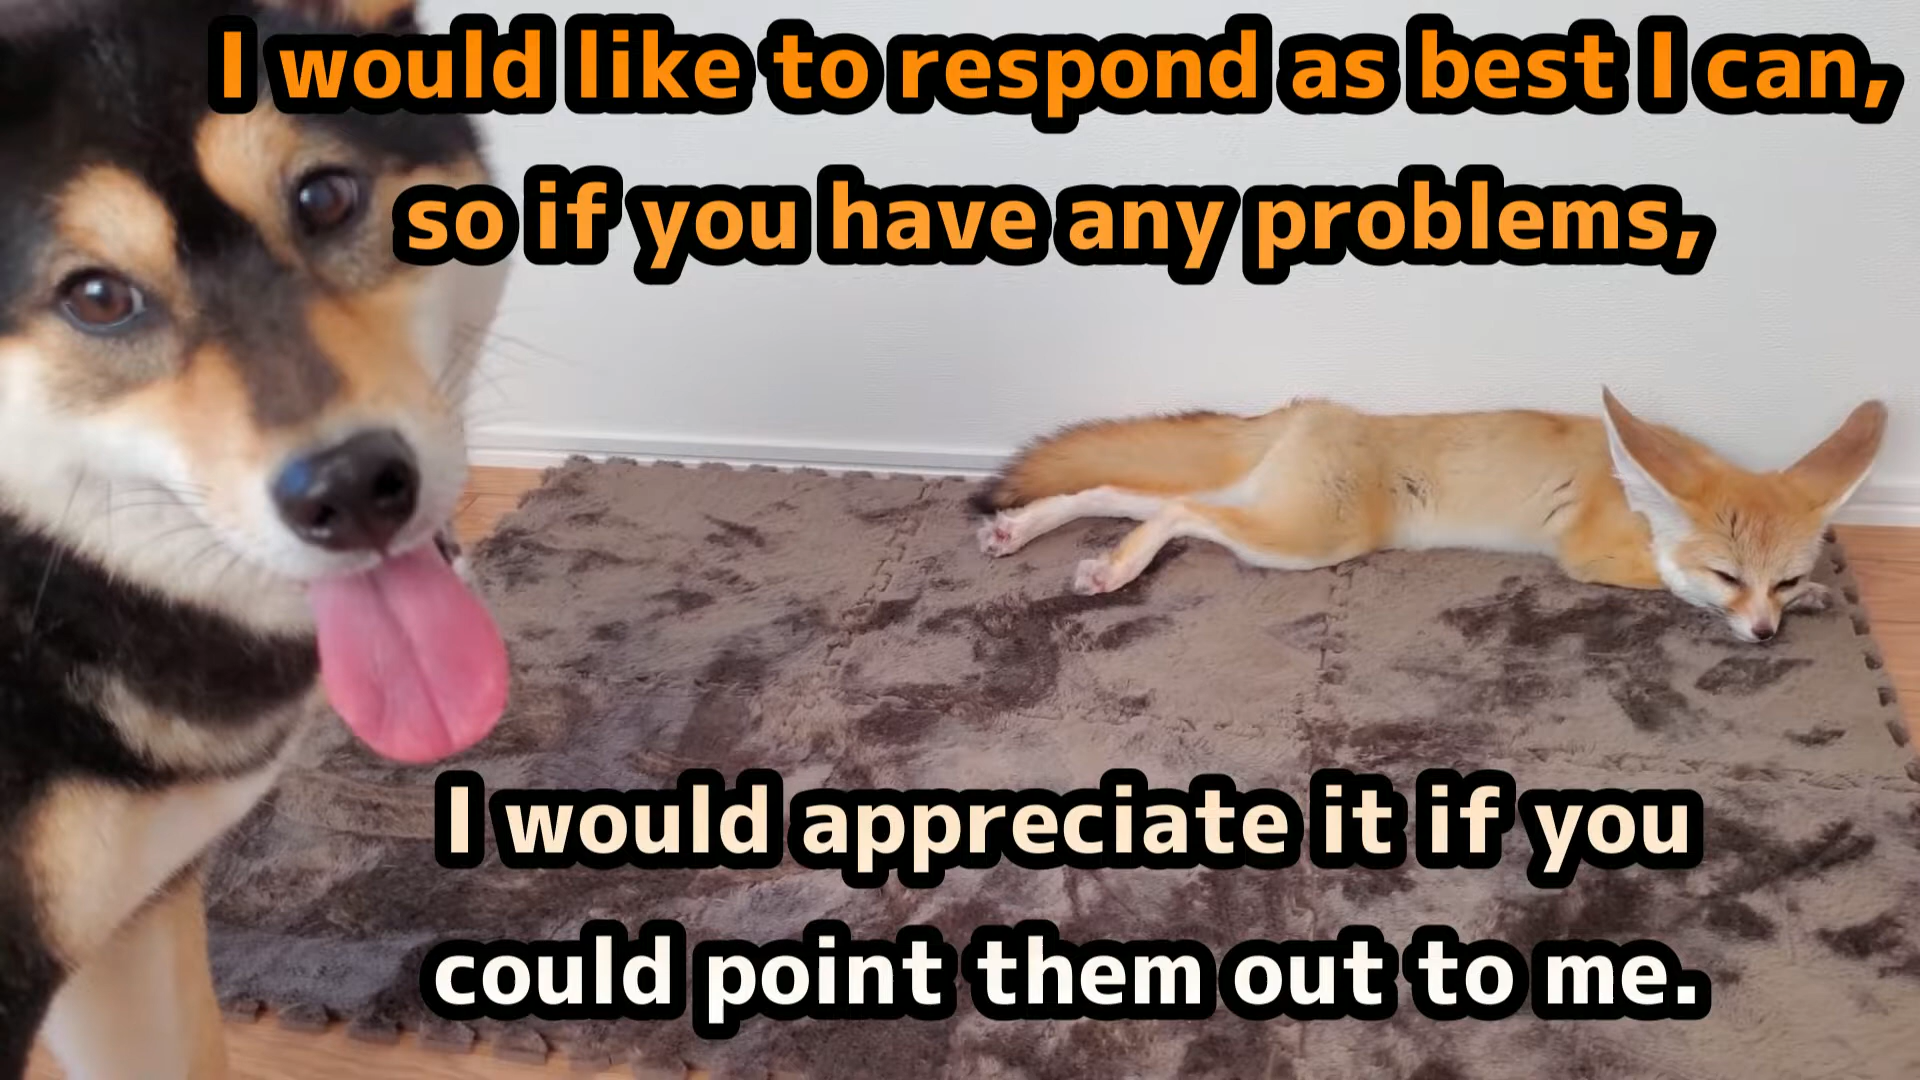 I would like to respond as best I can,
so if you have any problems,
I would appreciate it if you
could point them out to me.